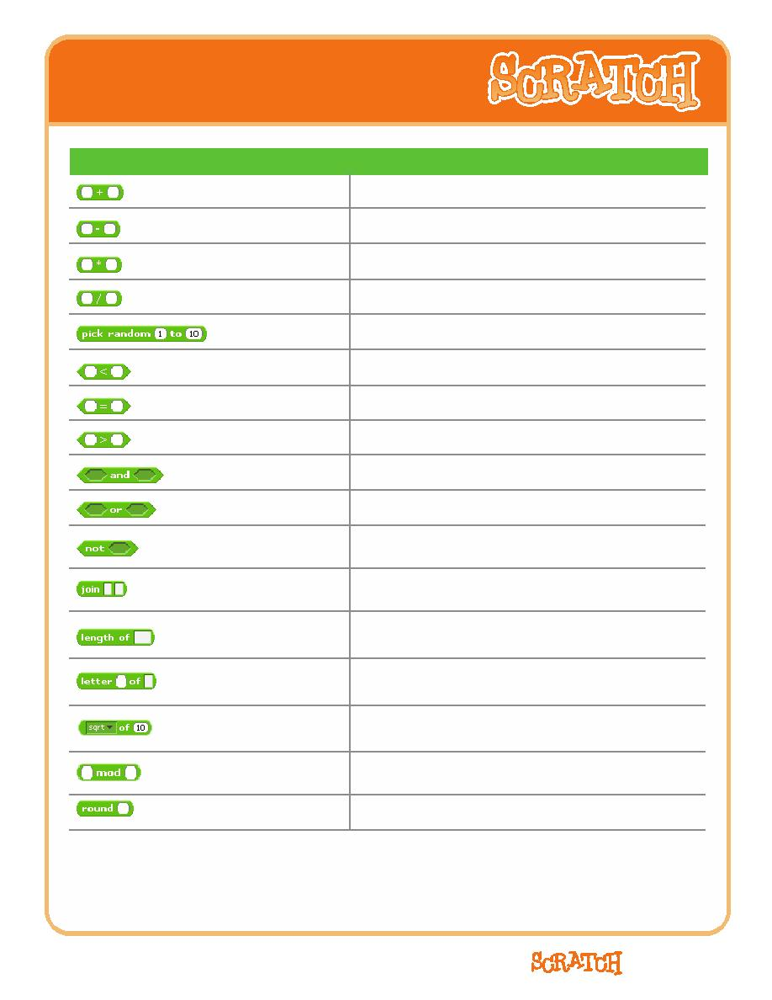 SCRATCH
+
-
*
/
pick random 1 to 10
<
=
>
and
or
not
join
length of
letter of
sqrt of 10
mod
round
SCRATCH